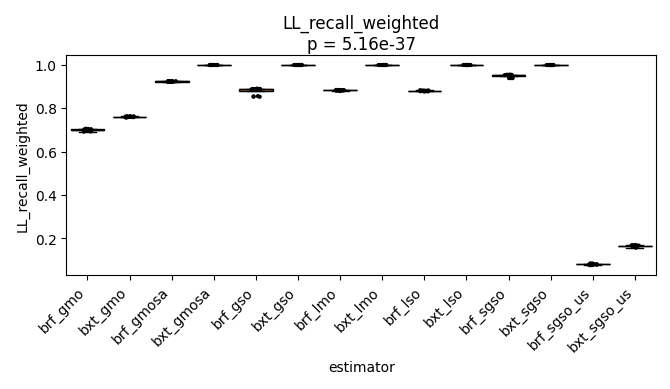 LL_recall_weighted
p = 5.16e-37
LL_recall_weighted
1.0
0.8
0.6
0.4
0.2
brf_gmo
bxt_gmo
brf_gmosa
bxt_gmosa
brf_gso
bxt_gso
brf_lmo
bxt_lmo
brf_lso
bxt_lso
brf_sgso
bxt_sgso
brf_sgso_us
bxt_sgso_us
estimator